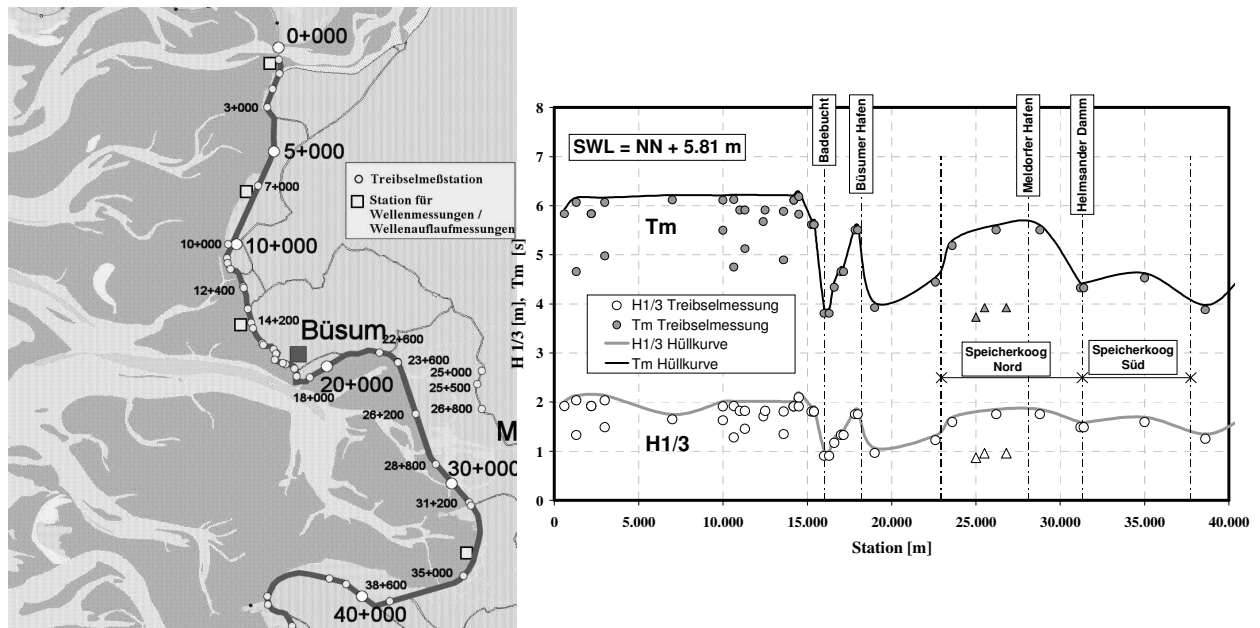 0+000
3+000
5+000
7+000
Treibselmeßstation
Station für
Wellenmessungen /
Wellenauflaufmessungen
10+000
10+000
12+400
14+200
Büsum
22+600
23+600
20+000
18+000
25+000
25+500
26+200
26+800
M
28+800
30+000
31+200
35+000
38+600
40+000
H 1/3 [m], Tm [s]
8
7
6
5
4
3
2
1
0
SWL = NN + 5.81 m
Badebucht
Büsumer Hafen
Meldorfer Hafen
Helmsander Damm
Tm
H1/3 Treibselmessung
Tm Treibselmessung
H1/3 Hüllkurve
Tm Hüllkurve
Speicherkoog
Nord
Speicherkoog
Süd
H1/3
0
5.000
10.000
15.000
20.000
25.000
30.000
35.000
40.000
Station [m]